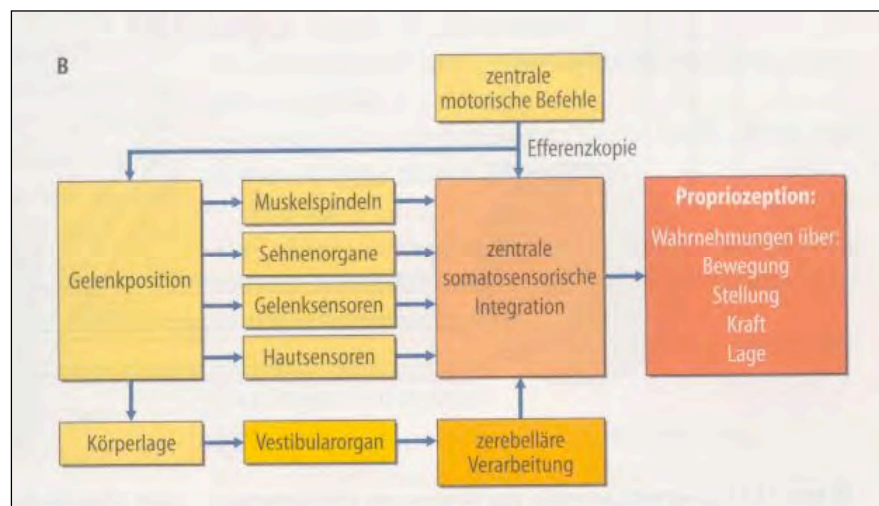 B
zentrale
motorische Befehle
Efferenzkopie
Gelenkposition
Muskelspindeln
Sehnenorgane
Gelenksensoren
Hautsensoren
zentrale
somatosensorische
Integration
Propriozeption:
Wahrnehmungen über:
Bewegung
Stellung
Kraft
Lage
Körperlage
Vestibularorgan
zerebelläre
Verarbeitung